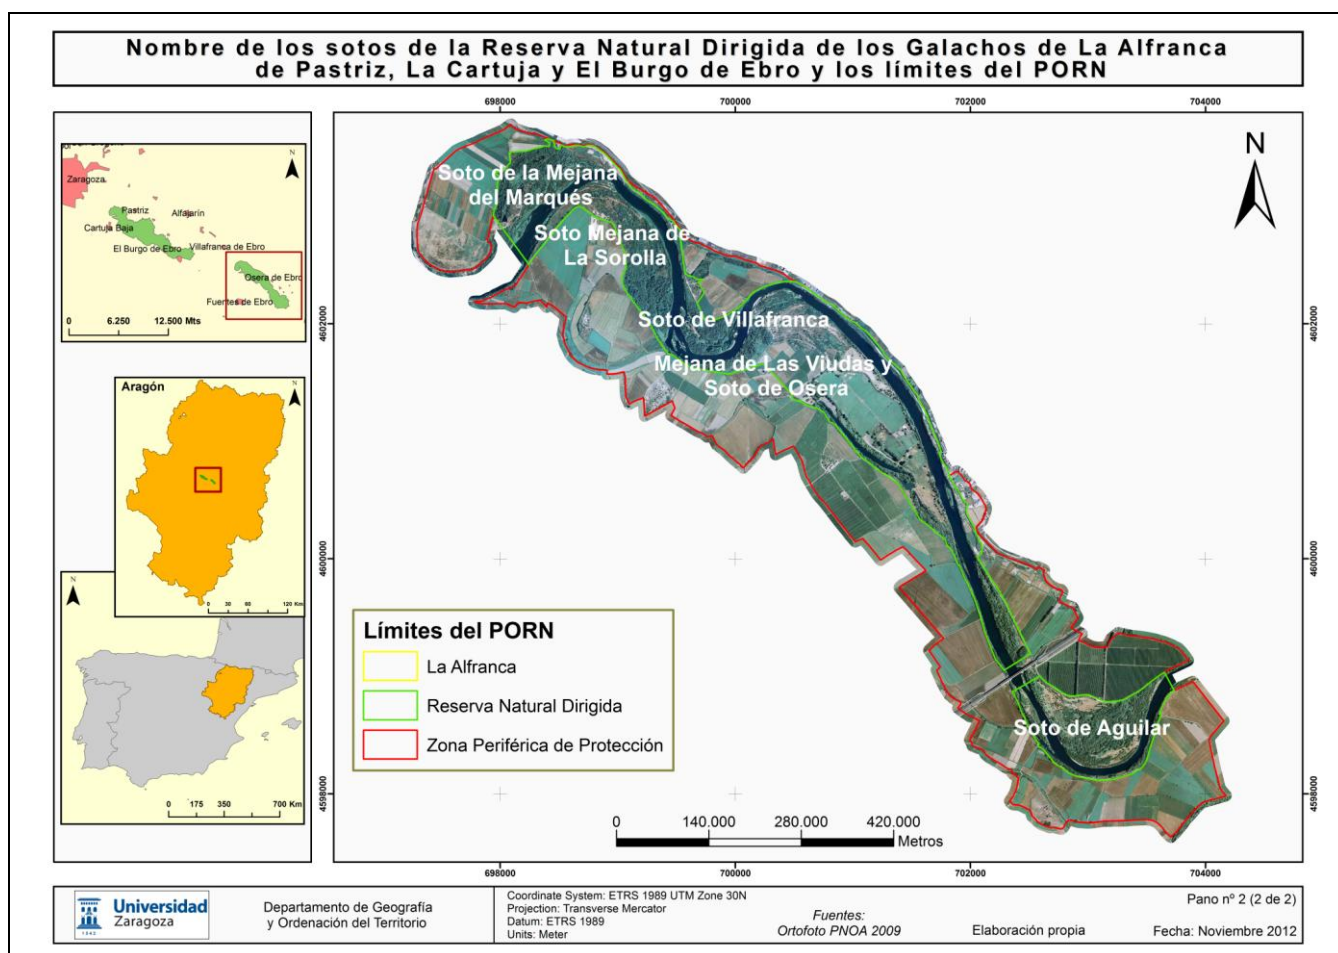 Nombre de los sotos de la Reserva Natural Dirigida de los Galachos de La Alfranca
de Pastriz, La Cartuja y El Burgo de Ebro y los límites del PORN
Zaragoza
Pastriz
Alfajarín
Cartuja Baja
El Burgo de Ebro
Villafranca de Ebro
Osera de Ebro
Fuentes de Ebro
0 6.250 12.500 Mts
Aragón
N
0 30 60 90 120 Km
N
0 175 350 700 Km
698000 700000 702000 704000
N
Soto de la Mejana
del Marqués
Soto Mejana de
La Sorolla
Soto de Villafranca
Mejana de Las Viudas y
Soto de Osera
Soto de Aguilar
4602000 4602000
4600000 4600000
4598000 4598000
Límites del PORN
La Alfranca
Reserva Natural Dirigida
Zona Periférica de Protección
0 140.000 280.000 420.000
Metros
698000 700000 702000 704000
Universidad
Zaragoza
1542
Departamento de Geografía
y Ordenación del Territorio
Coordinate System: ETRS 1989 UTM Zone 30N
Projection: Transverse Mercator
Datum: ETRS 1989
Units: Meter
Fuentes:
Ortofoto PNOA 2009
Elaboración propia
Pano nº 2 (2 de 2)
Fecha: Noviembre 2012